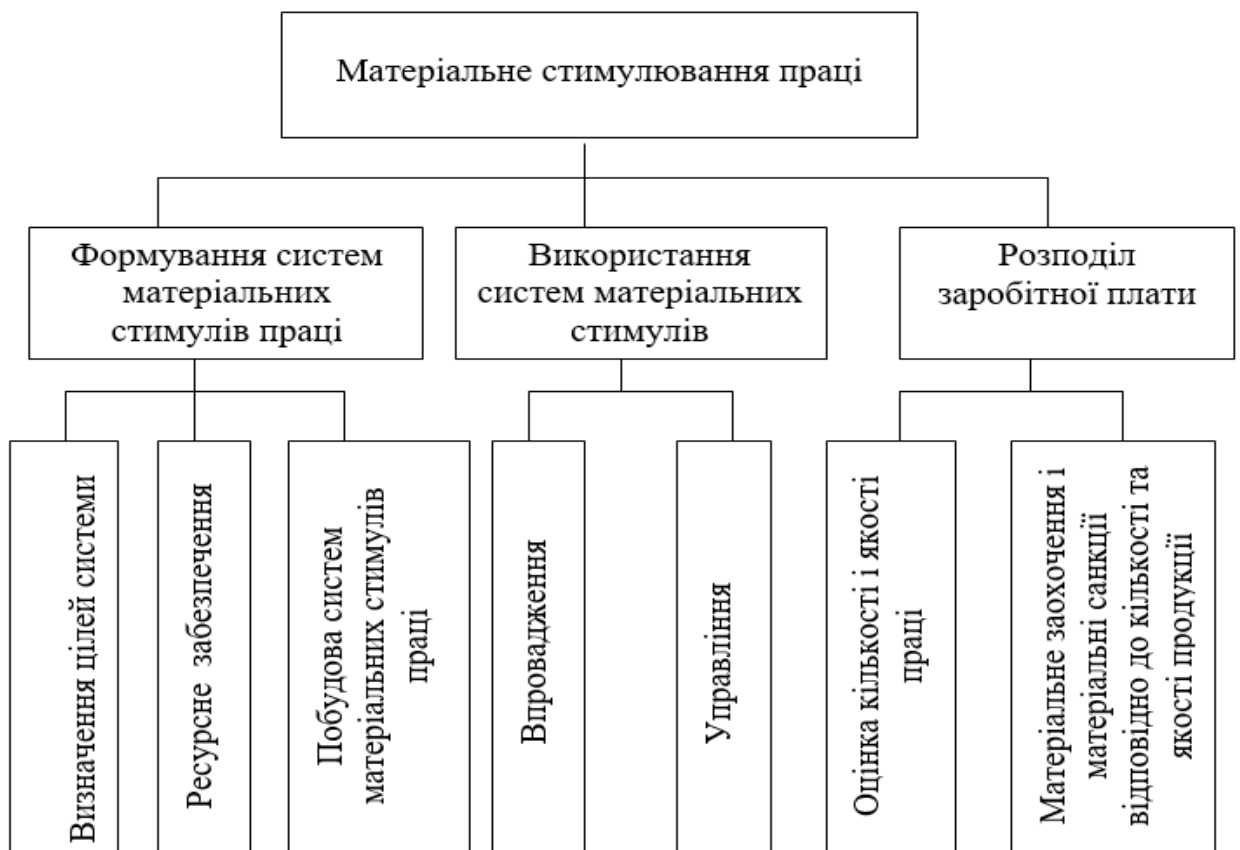 Матеріальне стимулювання праці
Формування систем
матеріальних
стимулів праці
Використання
систем матеріальних
стимулів
Розподіл
заробітної плати
Визначення цілей системи
Ресурсне забезпечення
Побудова систем
матеріальних стимулів
праці
Впровадження
Управління
Оцінка кількості і якості
праці
Матеріальне заохочення і
матеріальні санкції
відповідно до кількості та
якості продукції